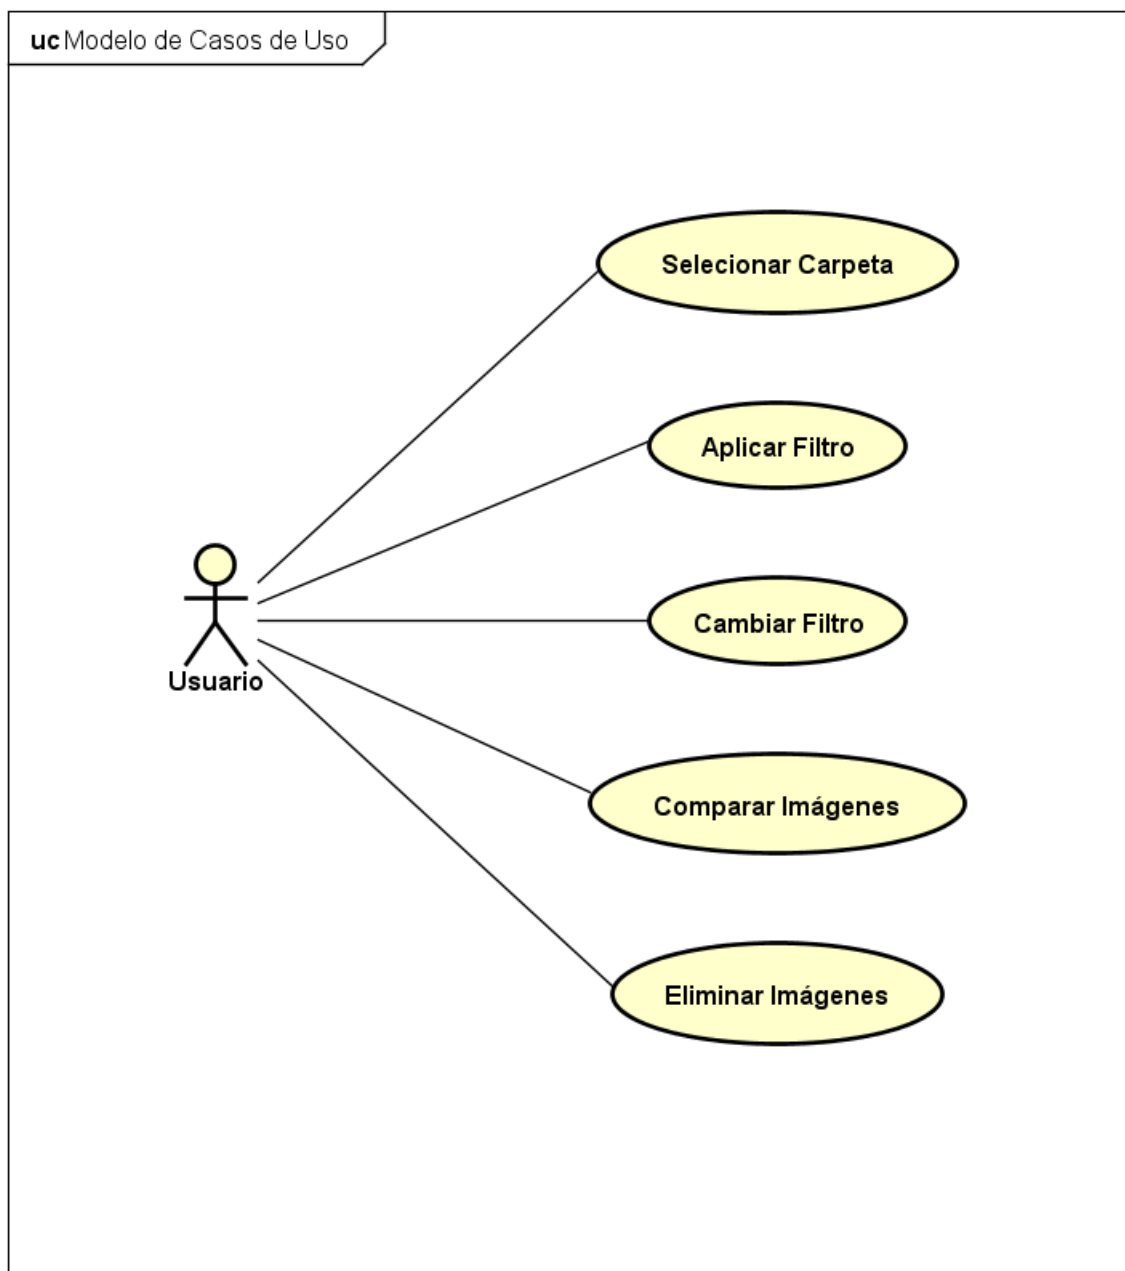 uc Modelo de Casos de Uso
Selecionar Carpeta
Aplicar Filtro
Cambiar Filtro
Usuario
Comparar Imágenes
Eliminar Imágenes